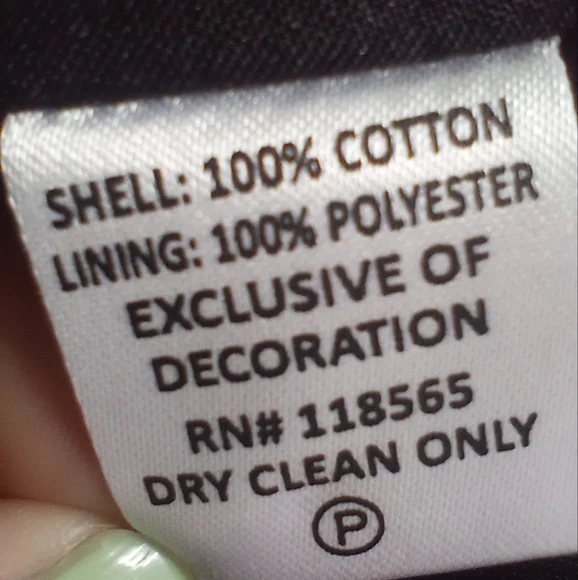 SHELL: 100% COTTON
LINING: 100% POLYESTER
EXCLUSIVE OF
DECORATION
RN# 118565
DRY CLEAN ONLY
P